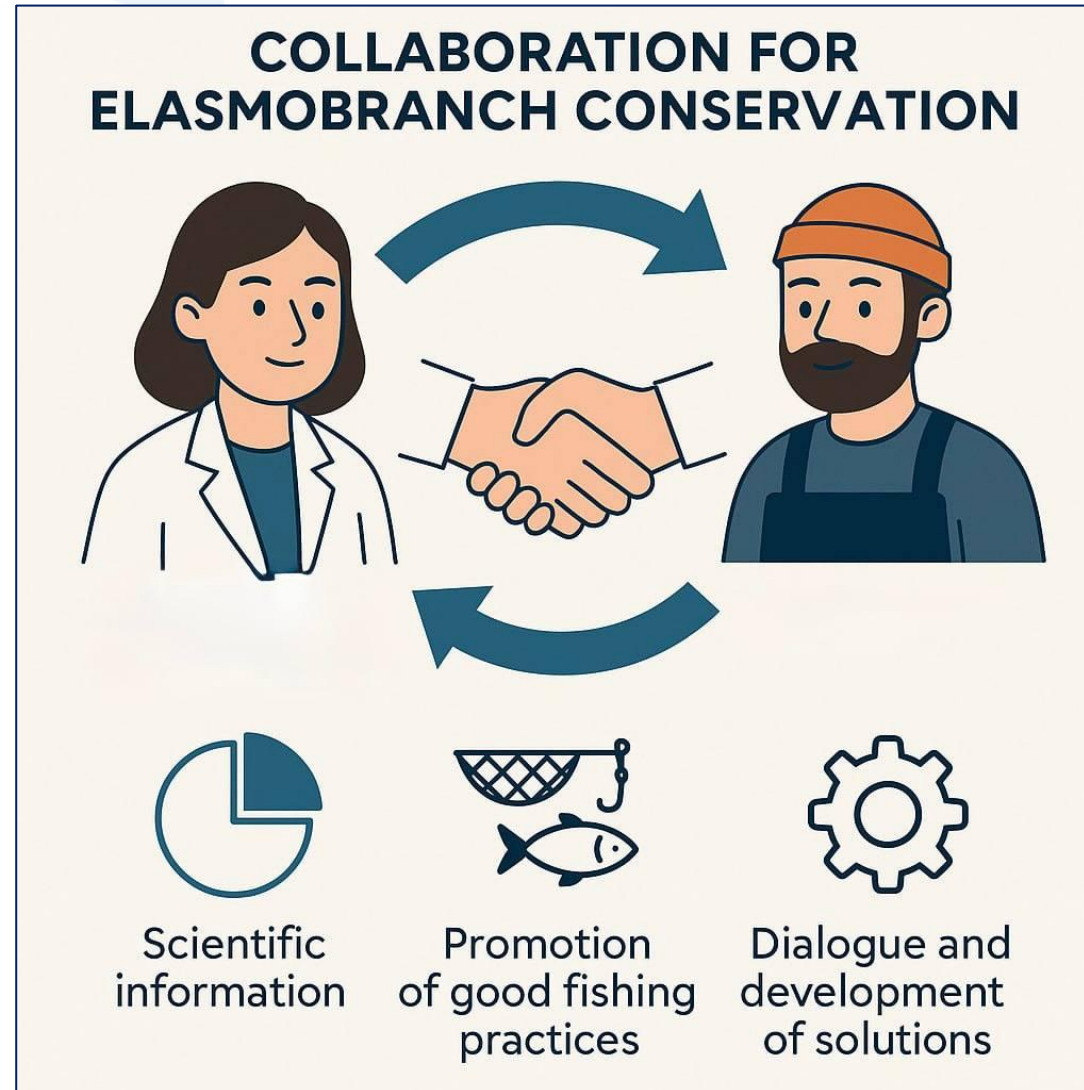 COLLABORATION FOR
ELASMOBRANCH CONSERVATION
Scientific
information
Promotion
of good fishing
practices
Dialogue and
development
of solutions